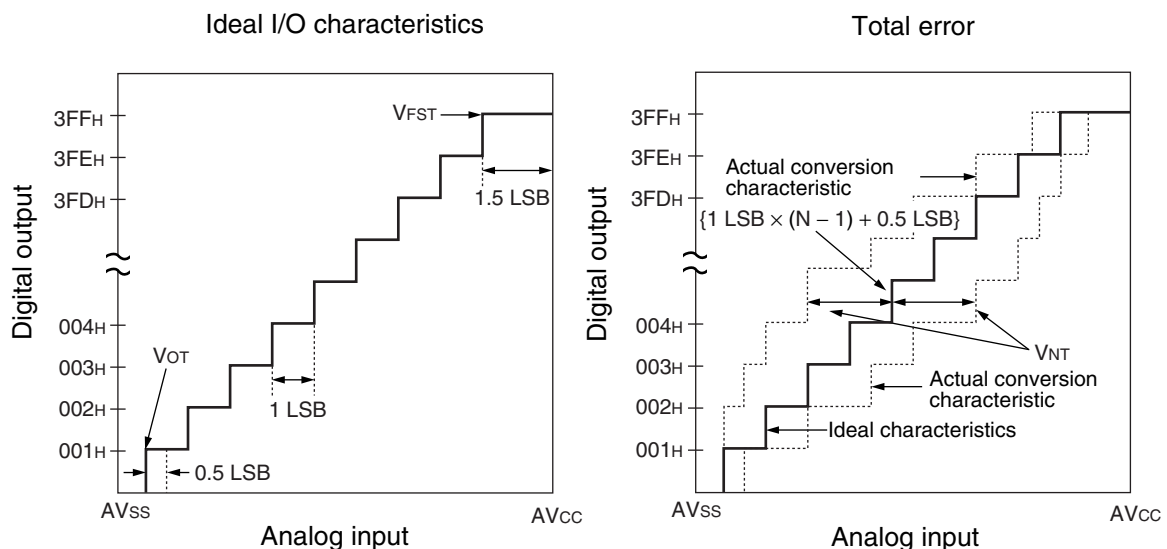 Ideal I/O characteristics
3FFH
3FEH
3FDH
004H
003H
002H
001H
Digital output
VFST
1.5 LSB
VOT
1 LSB
0.5 LSB
AVSS
AVCC
Analog input
Total error
3FFH
3FEH
3FDH
004H
003H
002H
001H
Digital output
Actual conversion
characteristic
{1 LSB × (N – 1) + 0.5 LSB}
VNT
Actual conversion
characteristic
Ideal characteristics
AVSS
AVCC
Analog input